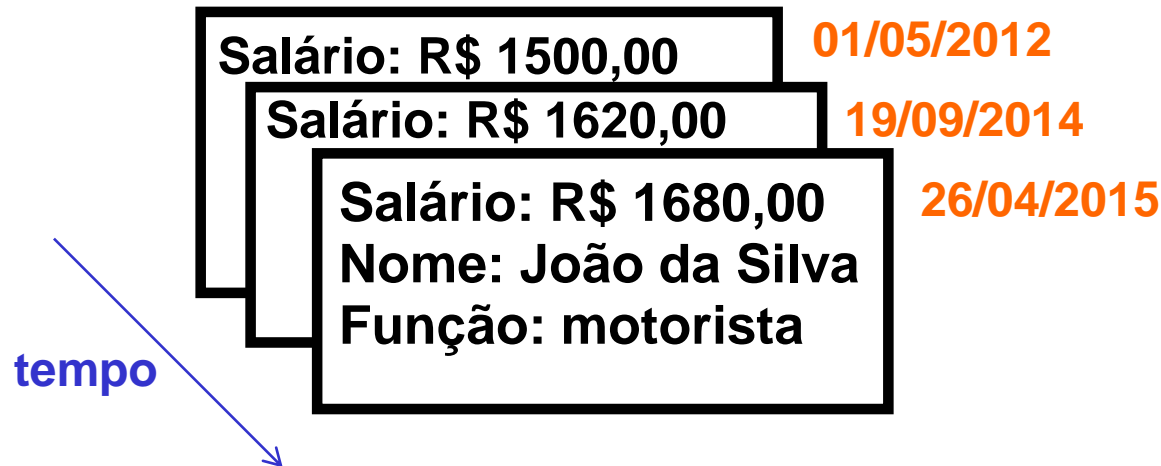 Salário: R$ 1500,00
01/05/2012
Salário: R$ 1620,00
19/09/2014
Salário: R$ 1680,00
26/04/2015
Nome: João da Silva
Função: motorista
tempo